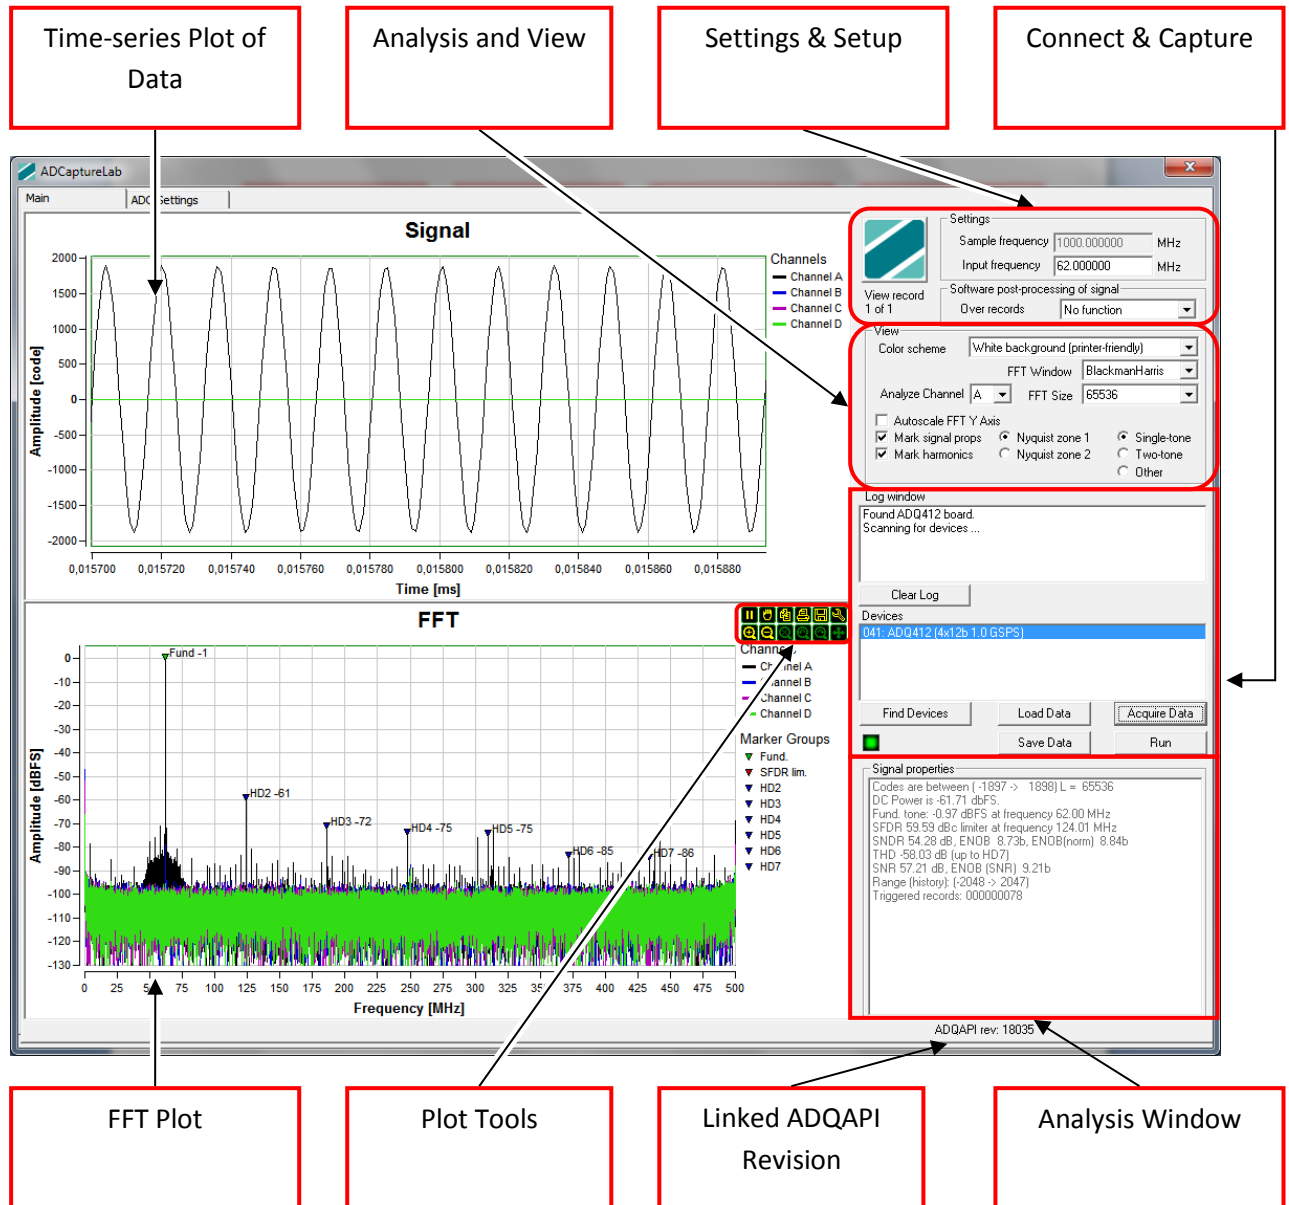 Time-series Plot of
Data
Analysis and View
Settings & Setup
Connect & Capture
ADCaptureLab
Main
ADC Settings
Signal
2000
1500
1000
500
0
-500
-1000
-1500
-2000
Amplitude [code]
0,015700 0,015720 0,015740 0,015760 0,015780 0,015800 0,015820 0,015840 0,015860 0,015880
Time [ms]
Channels
Channel A
Channel B
Channel C
Channel D
Settings
Sample frequency 1000.000000 MHz
Input frequency 62.000000 MHz
View record
1 of 1
Software post-processing of signal
Over records No function
View
Color scheme White background (printer-friendly)
FFT Window BlackmanHarris
Analyze Channel A FFT Size 65536
Autoscale FFT Y Axis
Mark signal props Nyquist zone 1 Single-tone
Mark harmonics Nyquist zone 2 Two-tone
Other
Log window
Found ADQ412 board.
Scanning for devices ...
Clear Log
Devices
041: ADQ412 (4x12b 1.0 GSPS)
Find Devices Load Data Acquire Data
Save Data Run
FFT
0
-10
-20
-30
-40
-50
-60
-70
-80
-90
-100
-110
-120
-130
Amplitude [dBFS]
Fund -1
HD2 -61
HD3 -72
HD4 -75
HD5 -75
HD6 -85
HD7 -86
0 25 75 100 125 150 175 200 225 250 275 300 325 350 375 400 425 450 475 500
Frequency [MHz]
Channel A
Channel B
Channel C
Channel D
Marker Groups
Fund.
SFDR lim.
HD2
HD3
HD4
HD5
HD6
HD7
Signal properties
Codes are between ( -1897 -> 1898) L = 65536
DC Power is -61.71 dbFS.
Fund. tone: -0.97 dBFS at frequency 62.00 MHz
SFDR 59.59 dBc limiter at frequency 124.01 MHz
SNDR 54.28 dB, ENOB 8.73b, ENOB(norm) 8.84b
THD -58.03 dB (up to HD7)
SNR 57.21 dB, ENOB (SNR) 9.21b
Range (history): (-2048 -> 2047)
Triggered records: 000000078
ADQAPI rev: 18035
FFT Plot
Plot Tools
Linked ADQAPI
Revision
Analysis Window